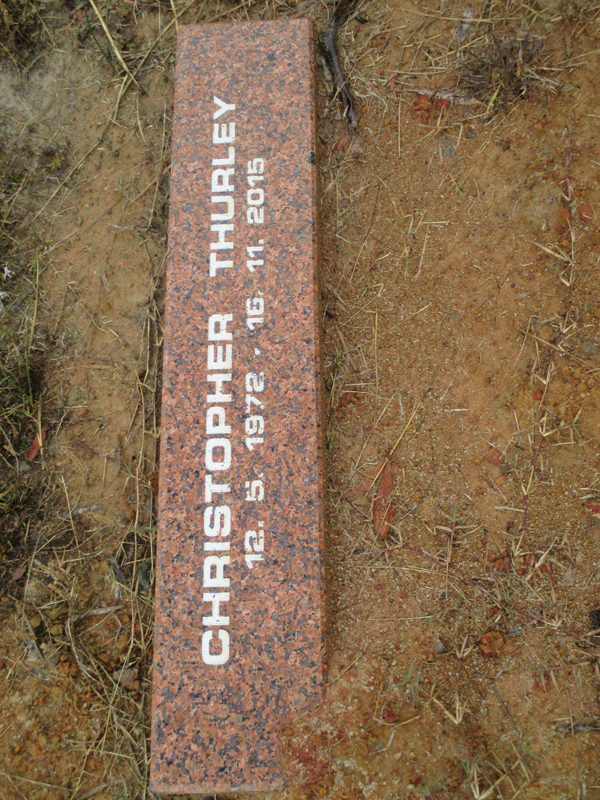 CHRISTOPHER THURLEY
12. 5. 1972 - 16. 11. 2015